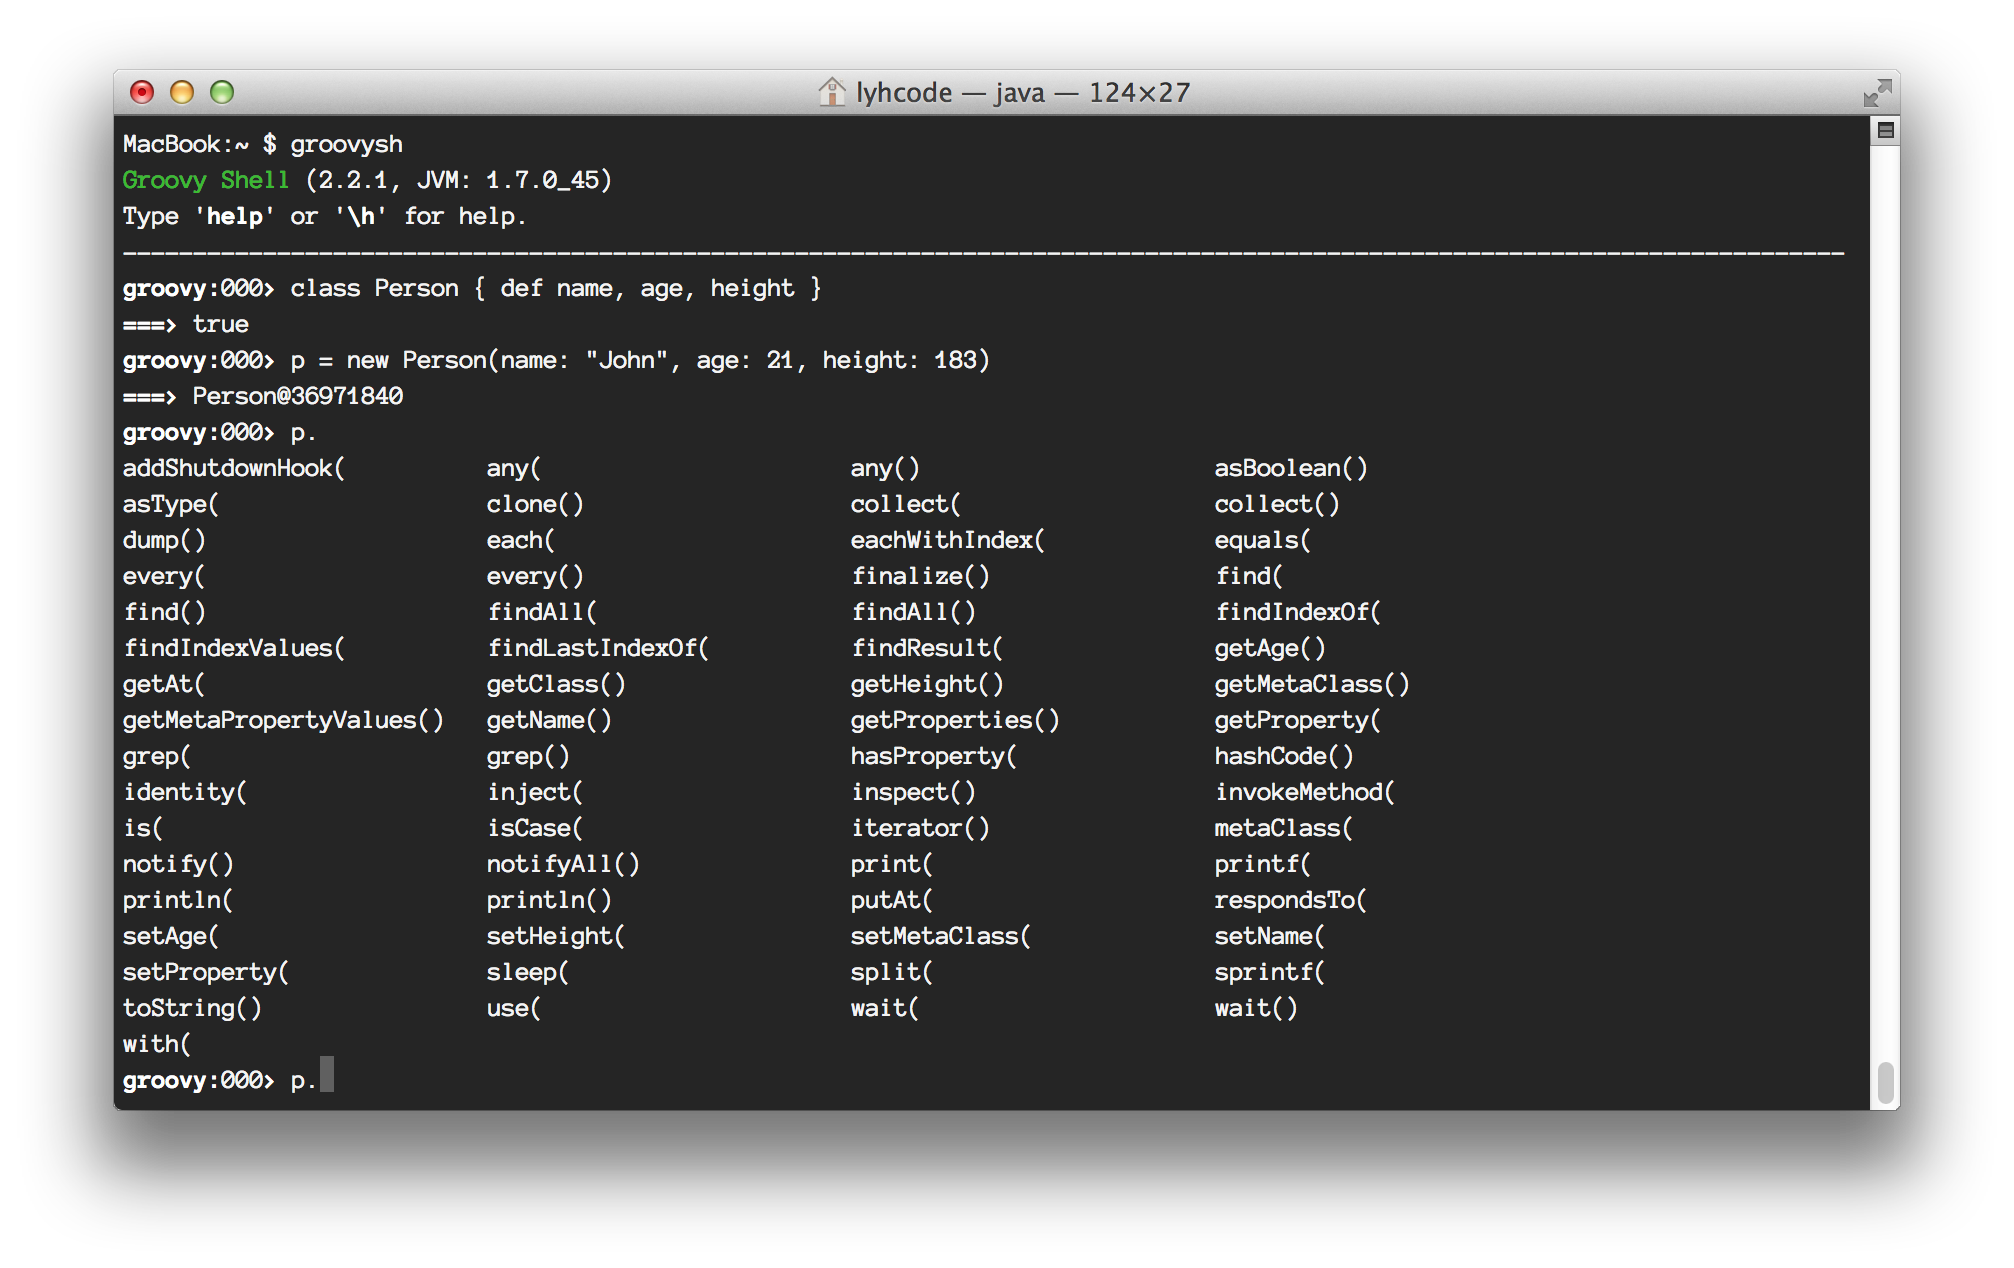 lyhcode — java — 124×27
MacBook:~ $ groovysh
Groovy Shell (2.2.1, JVM: 1.7.0_45)
Type 'help' or '\h' for help.
groovy:000> class Person { def name, age, height }
===> true
groovy:000> p = new Person(name: "John", age: 21, height: 183)
===> Person@36971840
groovy:000> p.
addShutdownHook( any( any() asBoolean()
asType( clone() collect( collect()
dump() each( eachWithIndex( equals(
every( every() finalize() find(
find() findAll( findAll() findIndexOf(
findIndexValues( findLastIndexOf( findResult( getAge()
getAt( getClass() getHeight() getMetaClass()
getMetaPropertyValues() getName() getProperties() getProperty(
grep( grep() hasProperty( hashCode()
identity( inject( inspect() invokeMethod(
is( isCase( iterator() metaClass(
notify() notifyAll() print( printf(
println( println() putAt( respondsTo(
setAge( setHeight( setMetaClass( setName(
setProperty( sleep( split( sprintf(
toString() use( wait( wait()
with(
groovy:000> p.